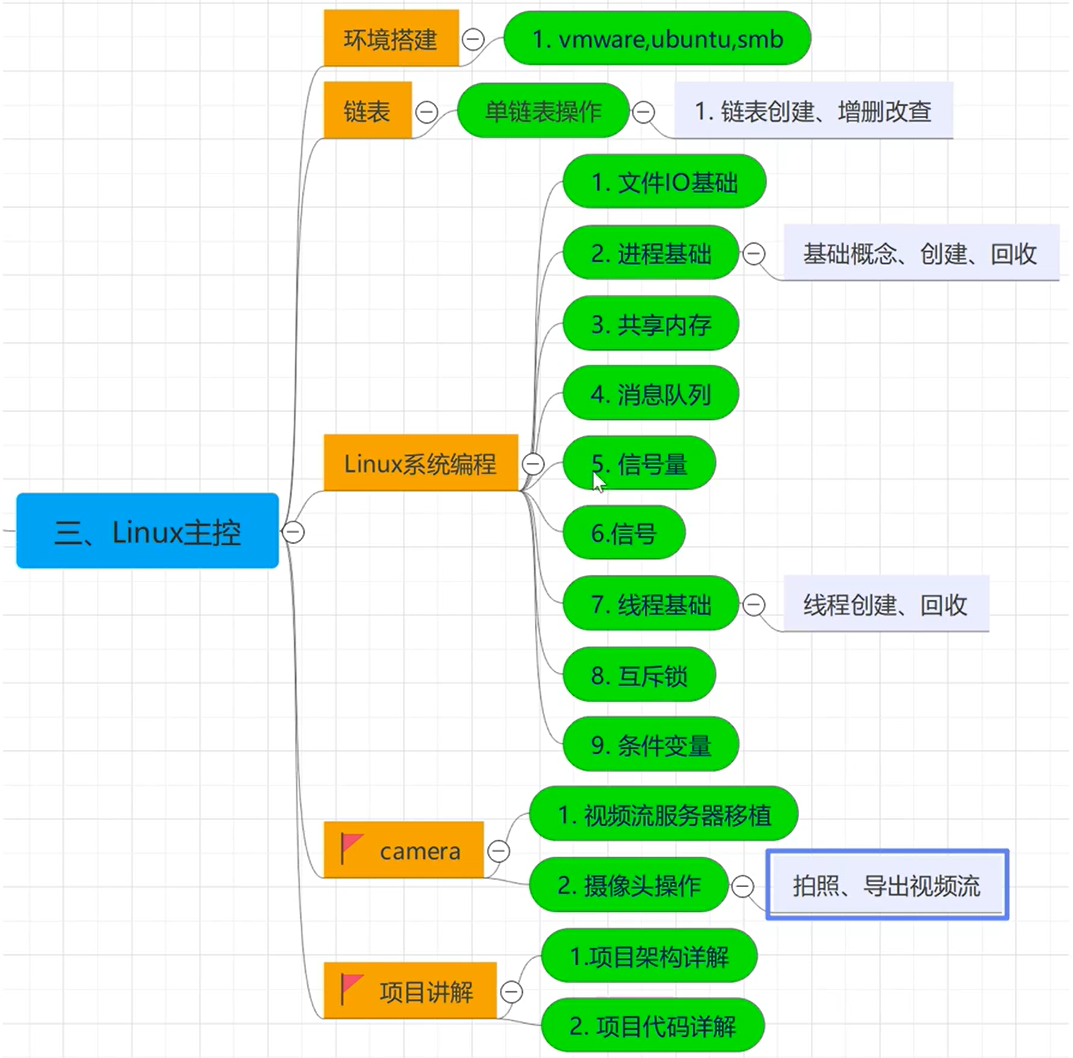 环境搭建
1. vmware,ubuntu,smb
链表
单链表操作
1. 链表创建、增删改查
三、Linux主控
Linux系统编程
1. 文件IO基础
2. 进程基础
基础概念、创建、回收
3. 共享内存
4. 消息队列
5. 信号量
6.信号
7. 线程基础
线程创建、回收
8. 互斥锁
9. 条件变量
camera
1. 视频流服务器移植
2. 摄像头操作
拍照、导出视频流
项目讲解
1.项目架构详解
2. 项目代码详解